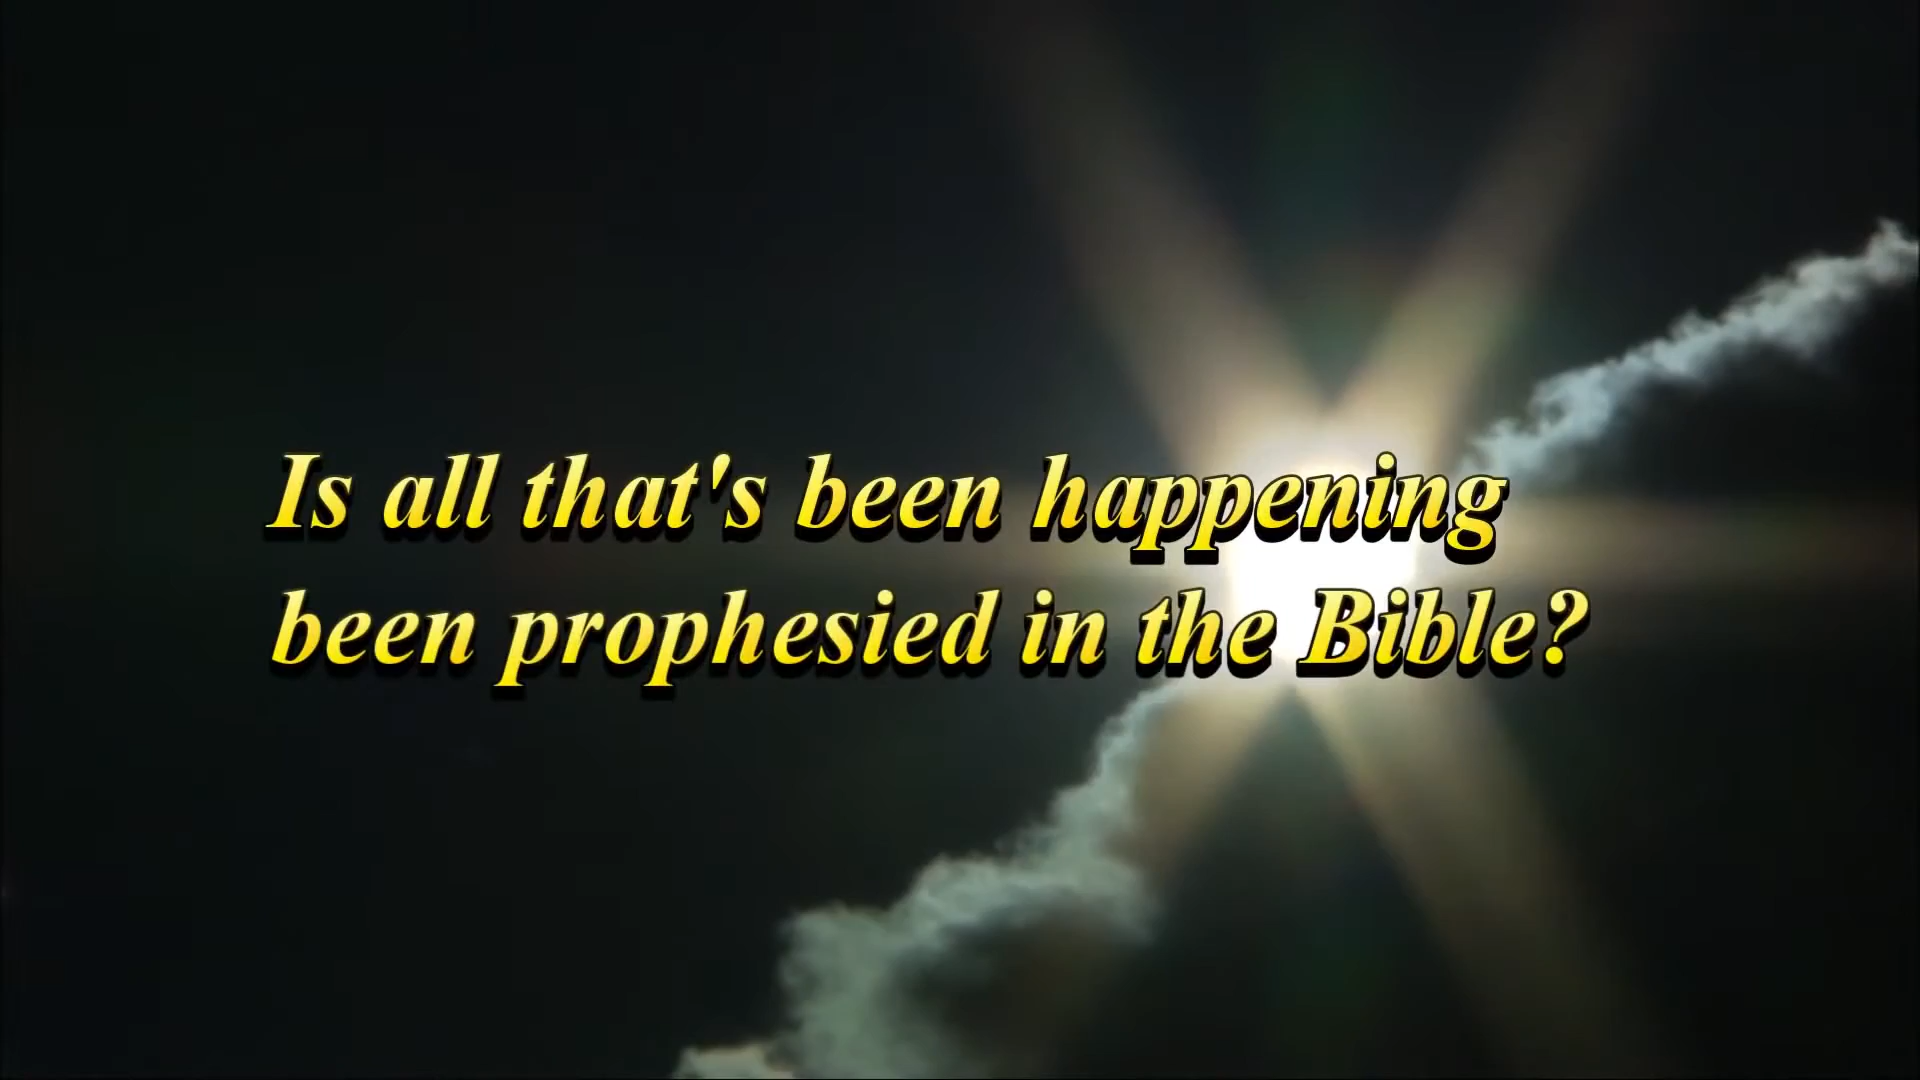 Is all that's been happening
been prophesied in the Bible?